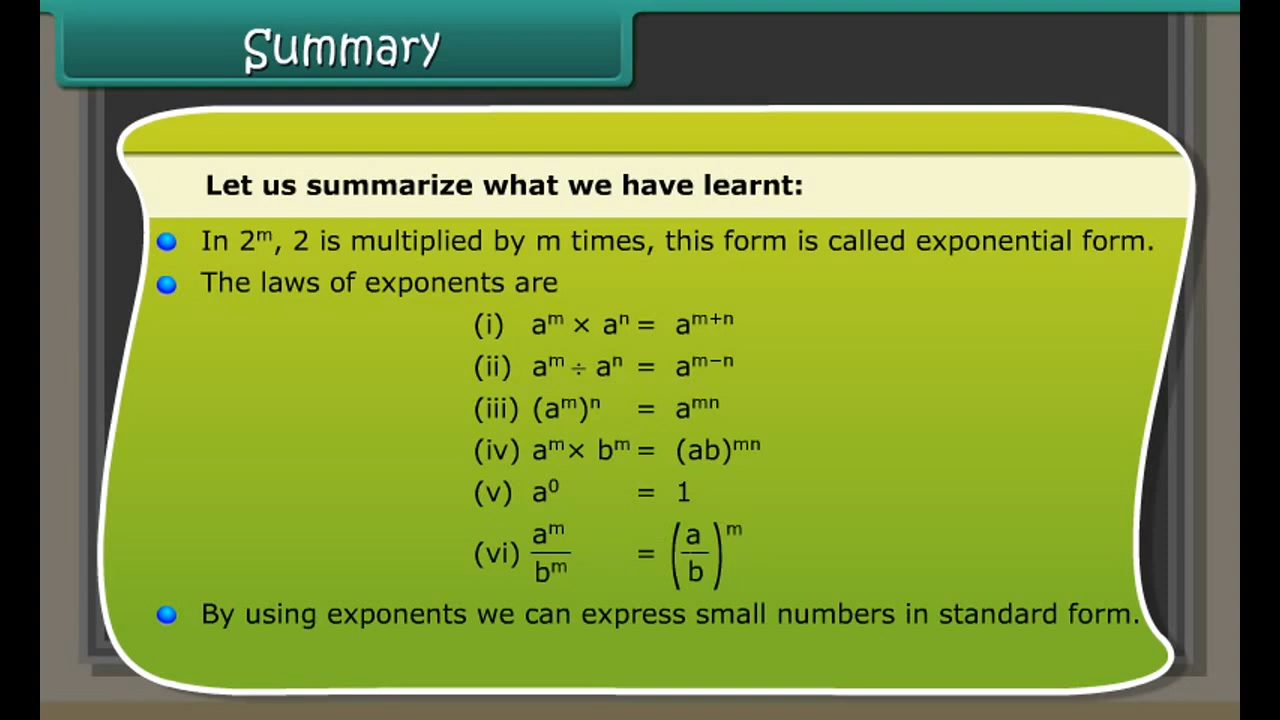 Summary
Let us summarize what we have learnt:
In 2ᵐ, 2 is multiplied by m times, this form is called exponential form.
The laws of exponents are
(i) aᵐ × aⁿ = aᵐ⁺ⁿ
(ii) aᵐ ÷ aⁿ = aᵐ⁻ⁿ
(iii) (aᵐ)ⁿ = aᵐⁿ
(iv) aᵐ × bᵐ = (ab)ᵐⁿ
(v) a⁰ = 1
(vi) aᵐ/bᵐ = (a/b)ᵐ
By using exponents we can express small numbers in standard form.